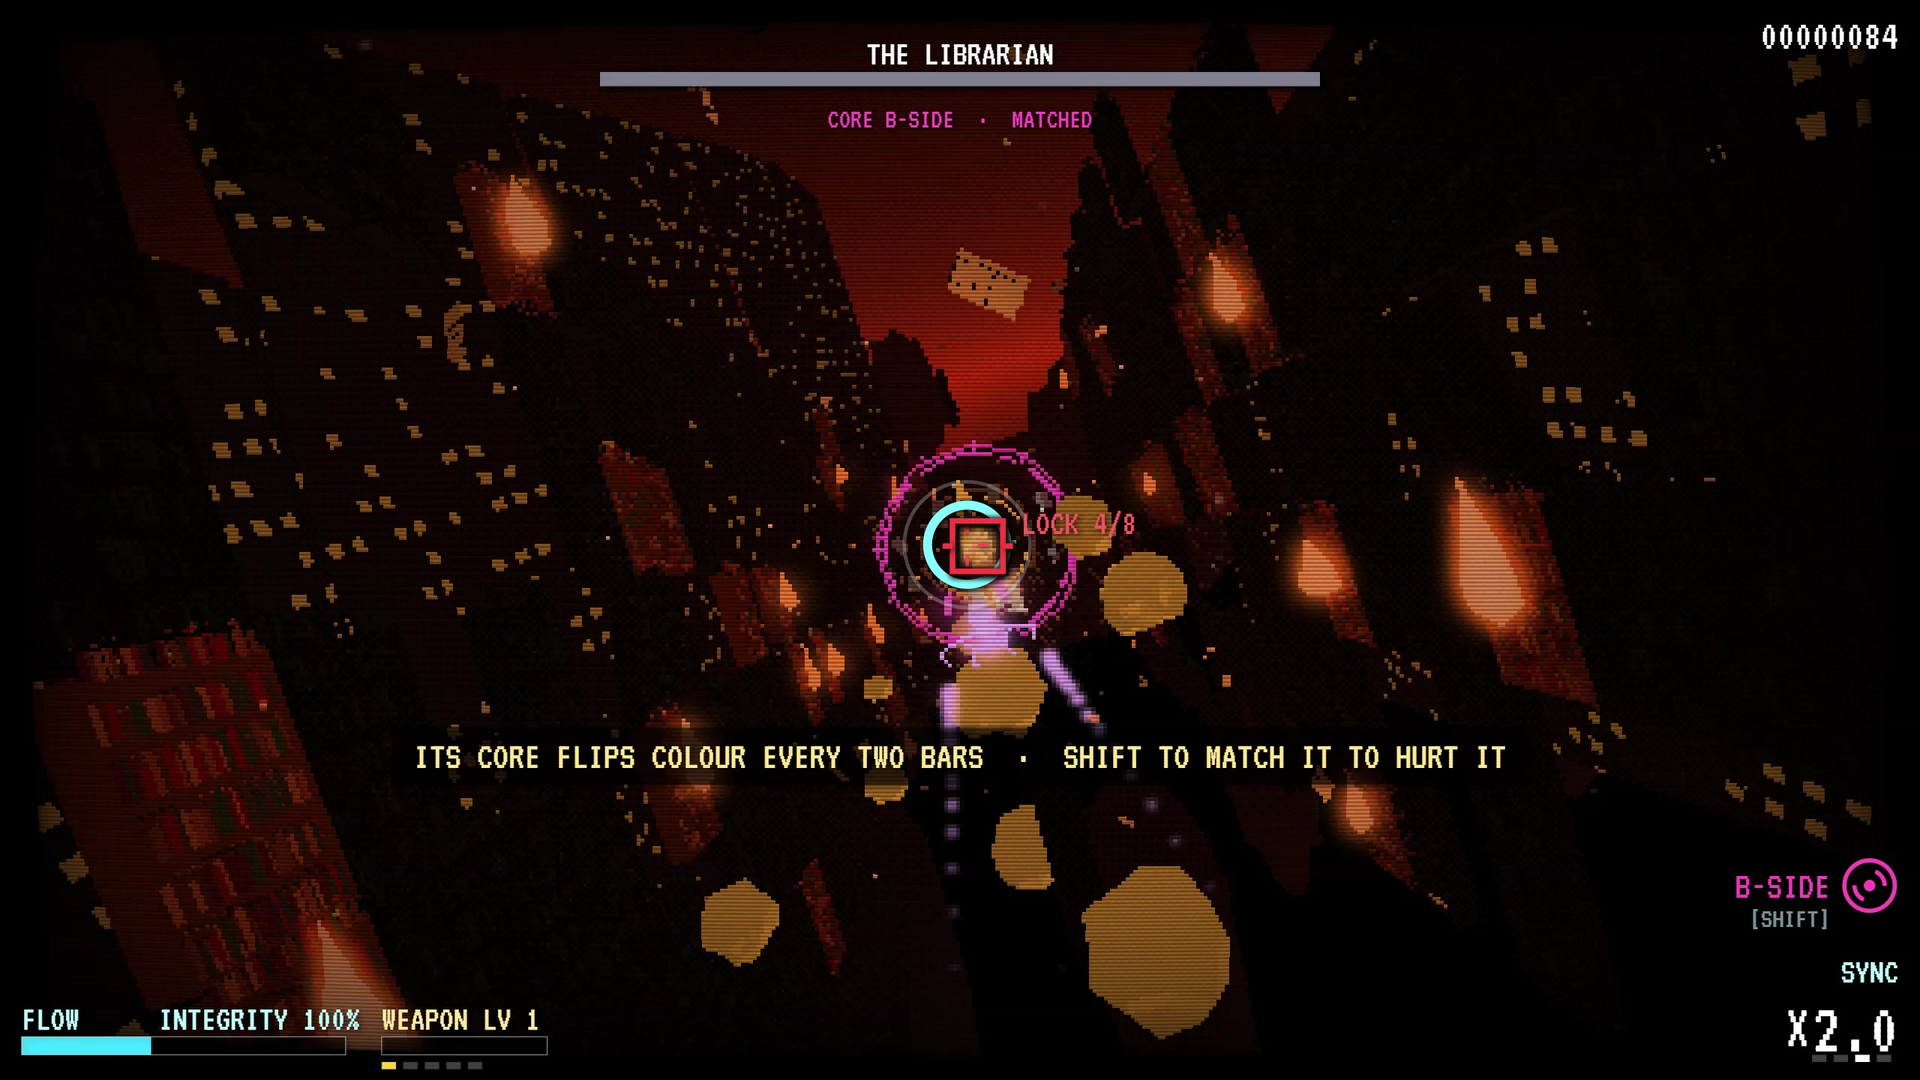 00000084
THE LIBRARIAN
CORE B-SIDE · MATCHED
LOCK 4/8
ITS CORE FLIPS COLOUR EVERY TWO BARS · SHIFT TO MATCH IT TO HURT IT
B-SIDE
[SHIFT]
SYNC
FLOW INTEGRITY 100% WEAPON LV 1
X2.0